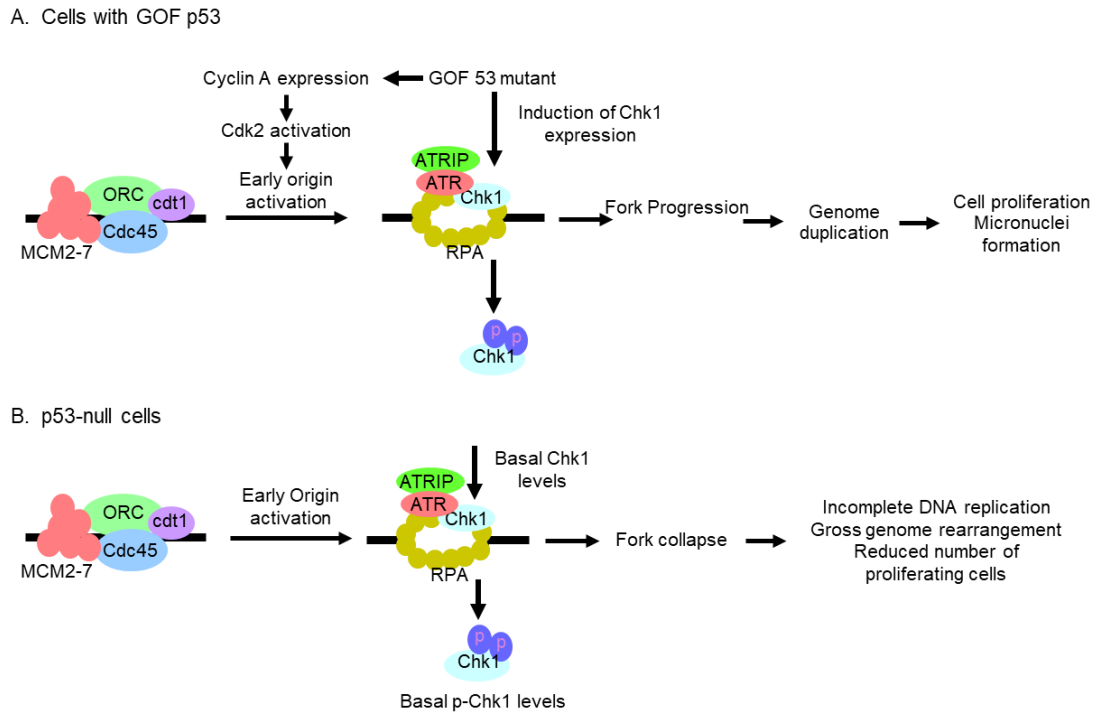 A. Cells with GOF p53
Cyclin A expression
GOF 53 mutant
Induction of Chk1
expression
Cdk2 activation
Early origin
activation
MCM2-7
ORC
cdt1
Cdc45
ATRIP
ATR
Chk1
RPA
Fork Progression
Genome
duplication
Cell proliferation
Micronuclei
formation
p
p
Chk1
B. p53-null cells
Basal Chk1
levels
MCM2-7
ORC
cdt1
Cdc45
Early Origin
activation
ATRIP
ATR
Chk1
RPA
Fork collapse
Incomplete DNA replication
Gross genome rearrangement
Reduced number of
proliferating cells
p
p
Chk1
Basal p-Chk1 levels